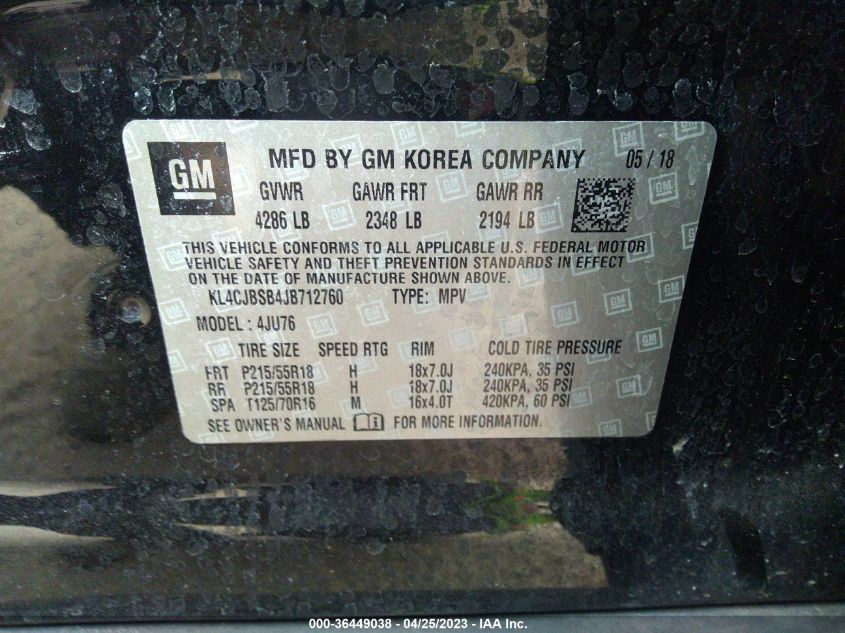 GM MFD BY GM KOREA COMPANY 05/18
GVWR GAWR FRT GAWR RR
4286 LB 2348 LB 2194 LB
THIS VEHICLE CONFORMS TO ALL APPLICABLE U.S. FEDERAL MOTOR
VEHICLE SAFETY AND THEFT PREVENTION STANDARDS IN EFFECT
ON THE DATE OF MANUFACTURE SHOWN ABOVE.
KL4CJBSB4JB712760 TYPE: MPV
MODEL: 4JU76
TIRE SIZE SPEED RTG RIM COLD TIRE PRESSURE
FRT P215/55R18 H 18x7.0J 240KPA, 35 PSI
RR P215/55R18 H 18x7.0J 240KPA, 35 PSI
SPA T125/70R16 M 16x4.0T 420KPA, 60 PSI
SEE OWNER'S MANUAL i FOR MORE INFORMATION.
000-36449038 - 04/25/2023 - IAA Inc.